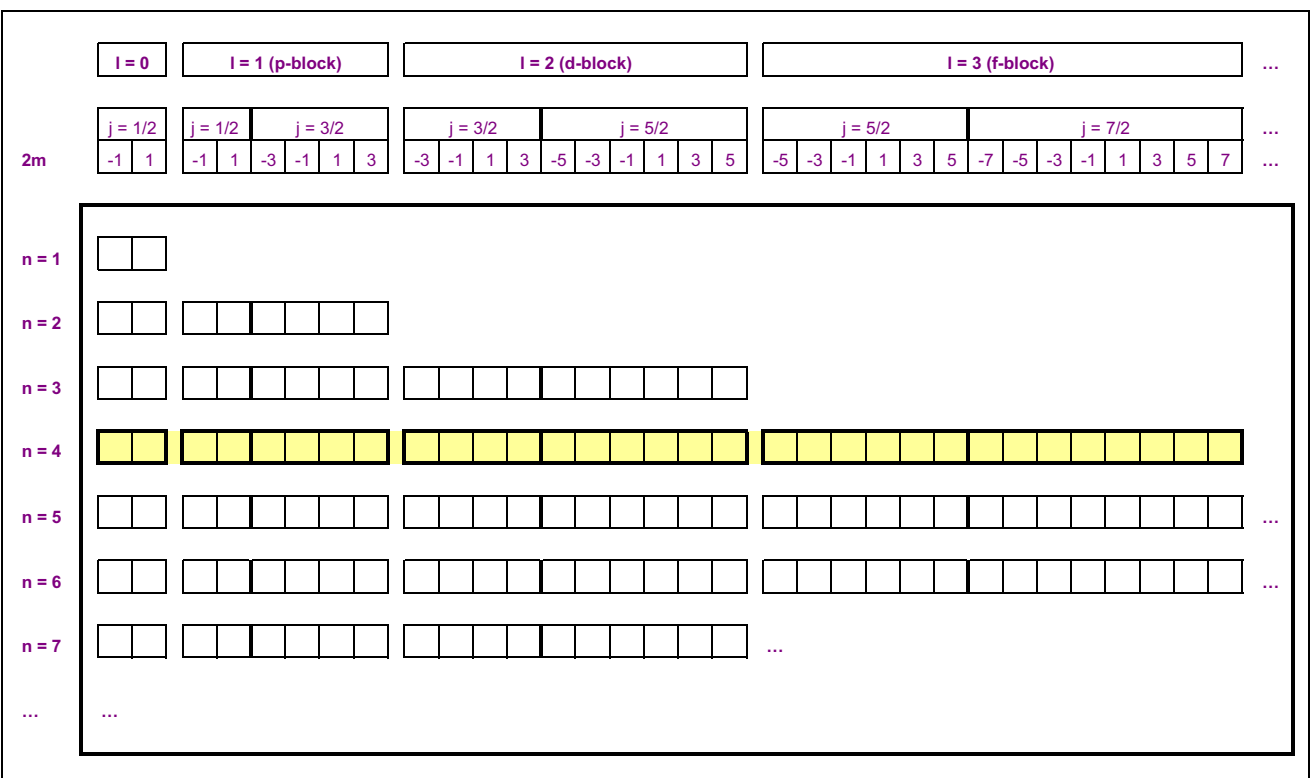 l = 0 l = 1 (p-block) l = 2 (d-block) l = 3 (f-block) ...
j = 1/2 j = 1/2 j = 3/2 j = 3/2 j = 5/2 j = 5/2 j = 7/2 ...
2m -1 1 -1 1 -3 -1 1 3 -3 -1 1 3 -5 -3 -1 1 3 5 -5 -3 -1 1 3 5 -7 -5 -3 -1 1 3 5 7 ...
n = 1
n = 2
n = 3
n = 4
n = 5 ...
n = 6 ...
n = 7 ...
... ...